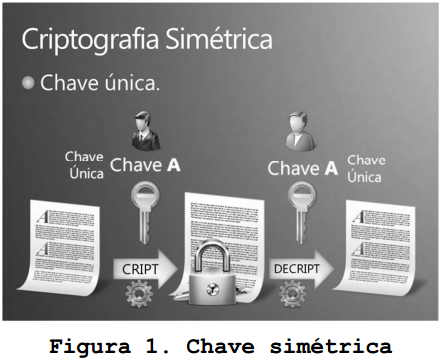 Criptografia Simétrica
Chave única.
Chave Única
Chave A
Chave A
Chave Única
CRIPT
DECRIPT
Figura 1. Chave simétrica